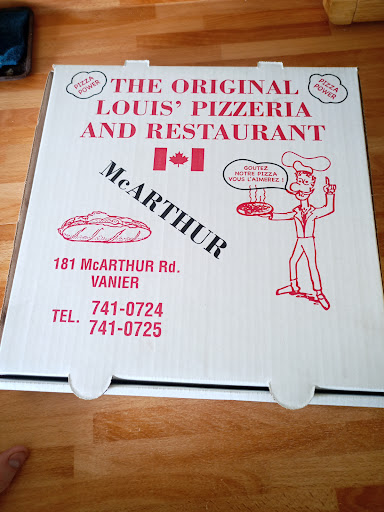 PIZZA
POWER
PIZZA
POWER
THE ORIGINAL
LOUIS' PIZZERIA
AND RESTAURANT
McARTHUR
GOUTEZ
NOTRE PIZZA
VOUS L'AIMEREZ !
181 McARTHUR Rd.
VANIER
TEL. 741-0724
741-0725